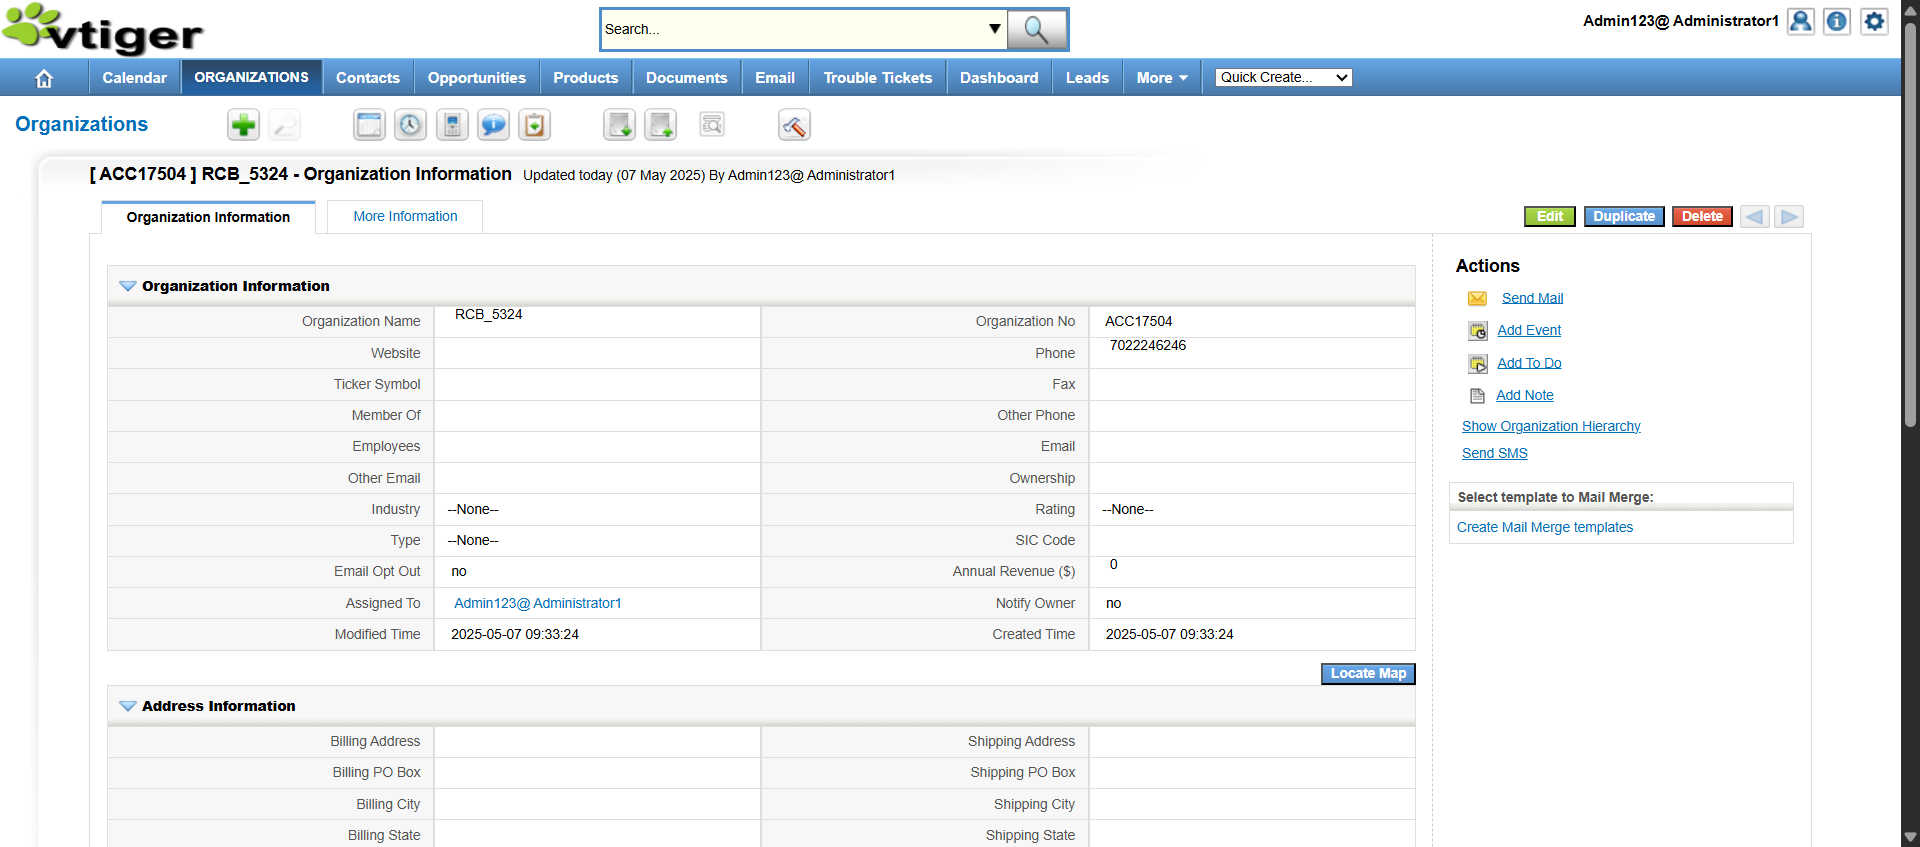 vtiger
Search...
Admin123@ Administrator1
Calendar ORGANIZATIONS Contacts Opportunities Products Documents Email Trouble Tickets Dashboard Leads More Quick Create...
Organizations
[ ACC17504 ] RCB_5324 - Organization Information Updated today (07 May 2025) By Admin123@ Administrator1
Organization Information More Information Edit Duplicate Delete
Organization Information
Organization Name RCB_5324 Organization No ACC17504
Website Phone 7022246246
Ticker Symbol Fax
Member Of Other Phone
Employees Email
Other Email Ownership
Industry --None-- Rating --None--
Type --None-- SIC Code
Email Opt Out no Annual Revenue ($) 0
Assigned To Admin123@ Administrator1 Notify Owner no
Modified Time 2025-05-07 09:33:24 Created Time 2025-05-07 09:33:24
Locate Map
Address Information
Billing Address Shipping Address
Billing PO Box Shipping PO Box
Billing City Shipping City
Billing State Shipping State
Actions
Send Mail
Add Event
Add To Do
Add Note
Show Organization Hierarchy
Send SMS
Select template to Mail Merge:
Create Mail Merge templates